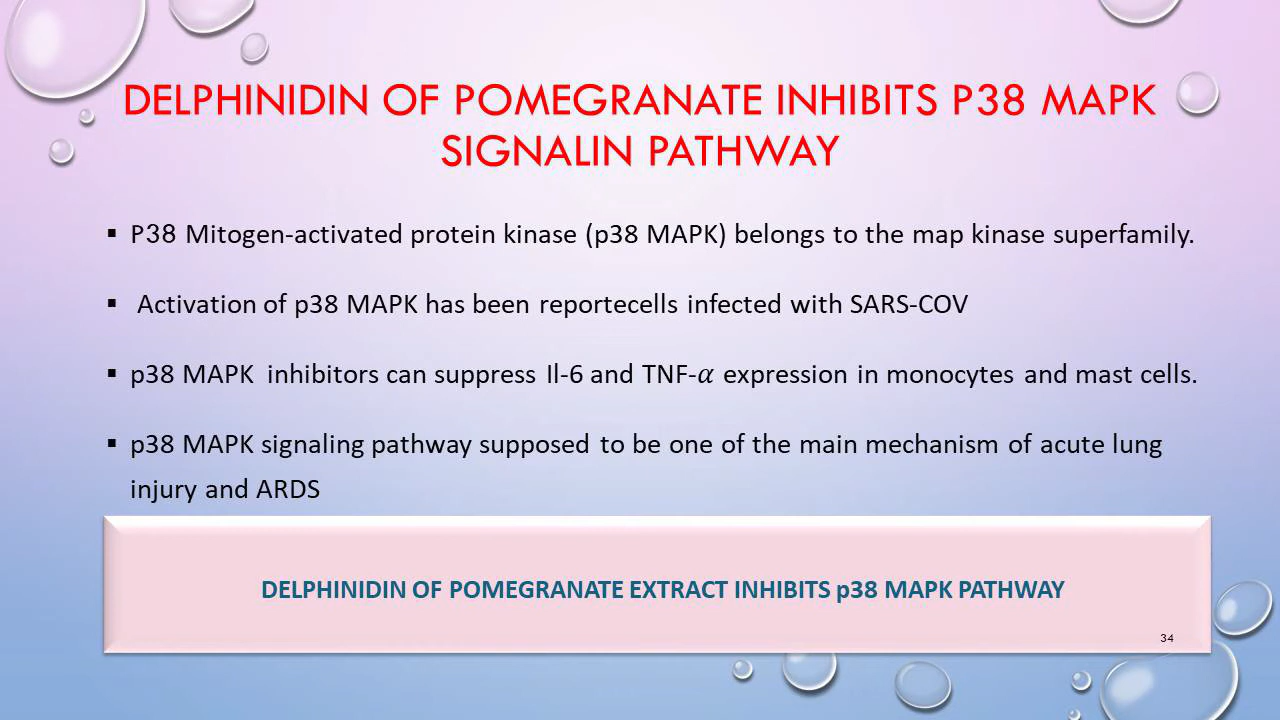 DELPHINIDIN OF POMEGRANATE INHIBITS P38 MAPK
SIGNALIN PATHWAY
▪ P38 Mitogen-activated protein kinase (p38 MAPK) belongs to the map kinase superfamily.
▪ Activation of p38 MAPK has been reportecells infected with SARS-COV
▪ p38 MAPK inhibitors can suppress Il-6 and TNF-𝛼 expression in monocytes and mast cells.
▪ p38 MAPK signaling pathway supposed to be one of the main mechanism of acute lung
injury and ARDS
DELPHINIDIN OF POMEGRANATE EXTRACT INHIBITS p38 MAPK PATHWAY
34